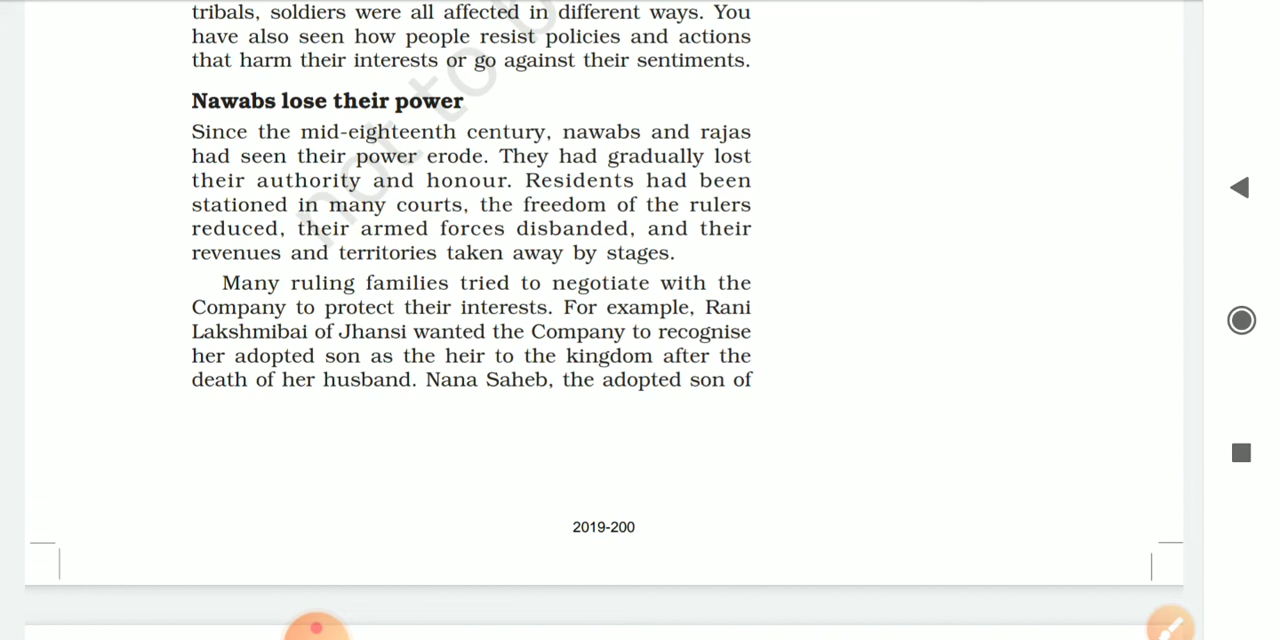 tribals, soldiers were all affected in different ways. You
have also seen how people resist policies and actions
that harm their interests or go against their sentiments.
Nawabs lose their power
Since the mid-eighteenth century, nawabs and rajas
had seen their power erode. They had gradually lost
their authority and honour. Residents had been
stationed in many courts, the freedom of the rulers
reduced, their armed forces disbanded, and their
revenues and territories taken away by stages.
Many ruling families tried to negotiate with the
Company to protect their interests. For example, Rani
Lakshmibai of Jhansi wanted the Company to recognise
her adopted son as the heir to the kingdom after the
death of her husband. Nana Saheb, the adopted son of
2019-200
not to b